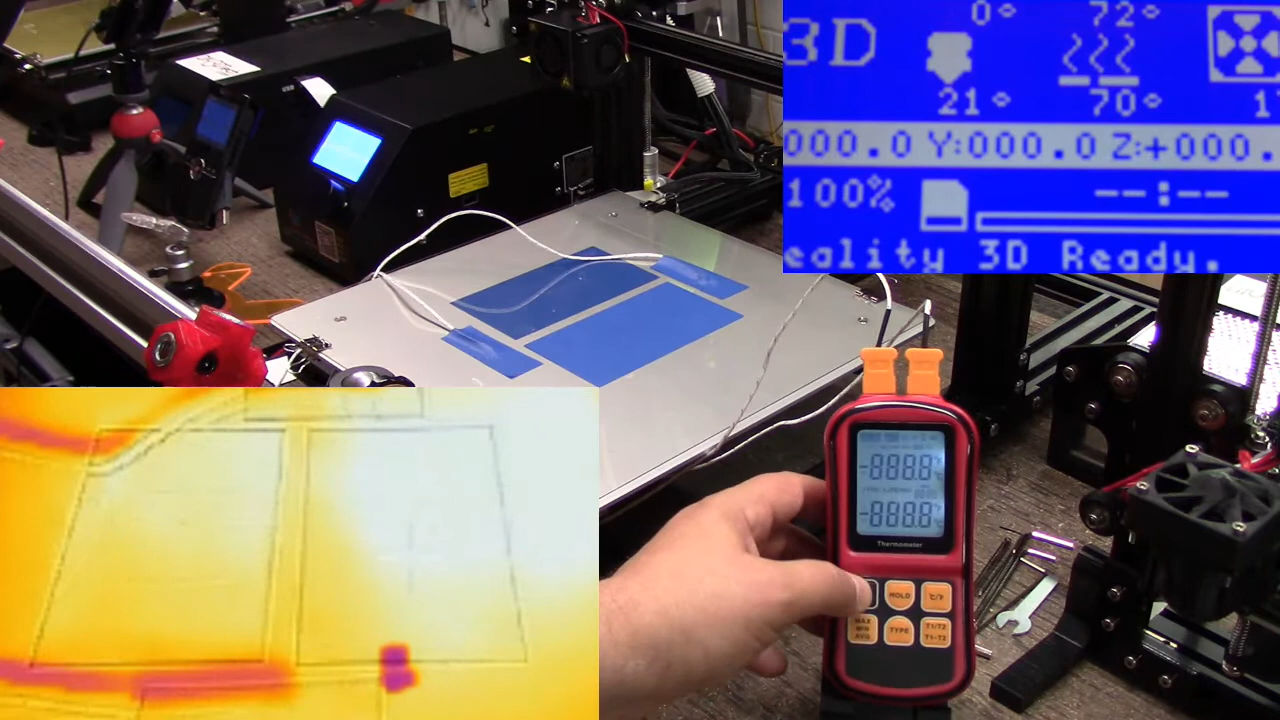 3D 0° 72°
21° 70° 1
000.0 Y:000.0 Z:+000.
100% --:--
eality 3D Ready.
-888.8
-888.8
Thermometer
HOLD °C/°F
MAX MIN AVG TYPE T1/T2 T1-T2